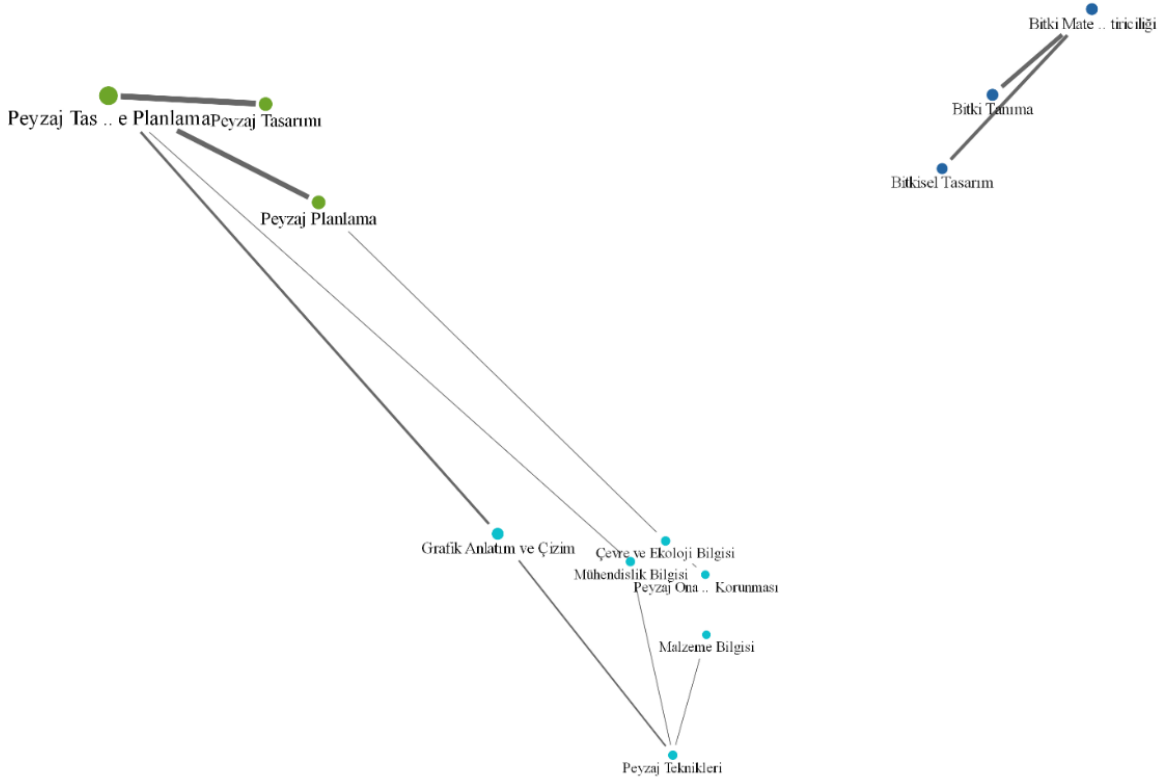 Bitki Mate .. tiriciliği
Peyzaj Tas .. e Planlama
Peyzaj Tasarımı
Bitki Tanıma
Bitkisel Tasarım
Peyzaj Planlama
Grafik Anlatım ve Çizim
Çevre ve Ekoloji Bilgisi
Mühendislik Bilgisi
Peyzaj Ona .. Korunması
Malzeme Bilgisi
Peyzaj Teknikleri